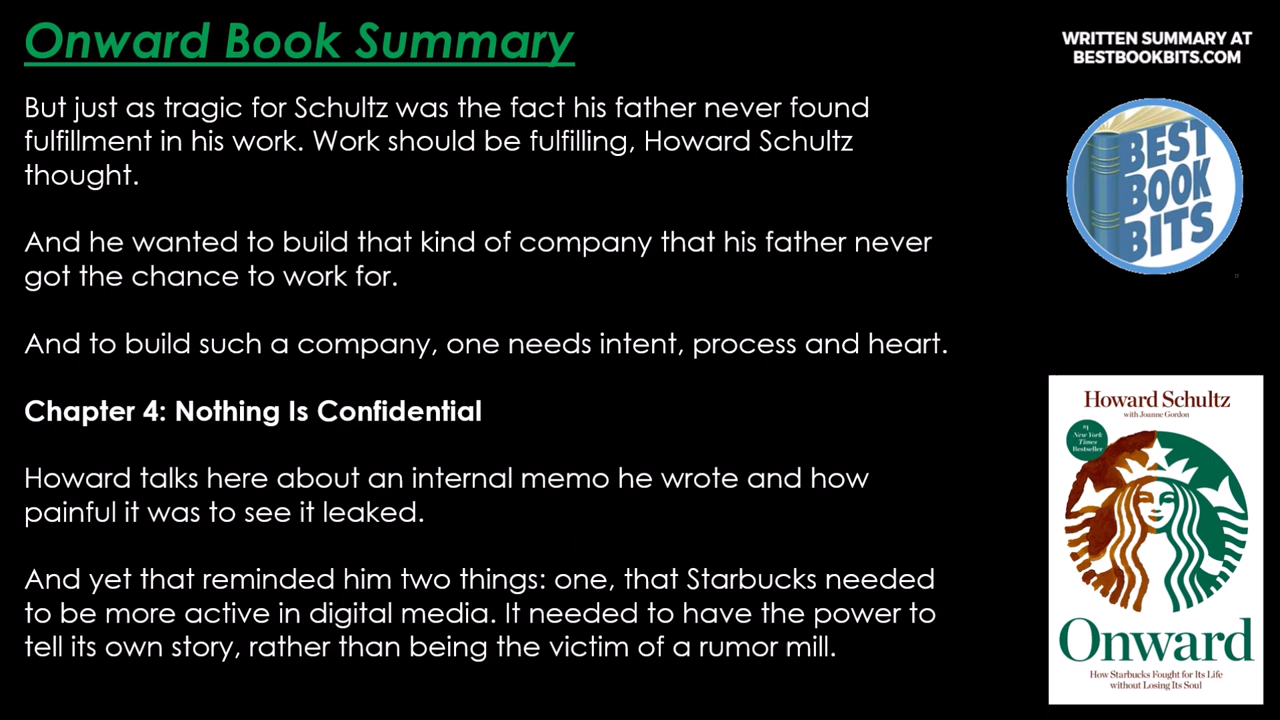 Onward Book Summary
WRITTEN SUMMARY AT
BESTBOOKBITS.COM
But just as tragic for Schultz was the fact his father never found
fulfillment in his work. Work should be fulfilling, Howard Schultz
thought.
And he wanted to build that kind of company that his father never
got the chance to work for.
And to build such a company, one needs intent, process and heart.
Chapter 4: Nothing Is Confidential
Howard talks here about an internal memo he wrote and how
painful it was to see it leaked.
And yet that reminded him two things: one, that Starbucks needed
to be more active in digital media. It needed to have the power to
tell its own story, rather than being the victim of a rumor mill.
BEST
BOOK
BITS
Howard Schultz
with Joanne Gordon
#1
New York
Times
Bestseller
Onward
How Starbucks Fought for Its Life
without Losing Its Soul